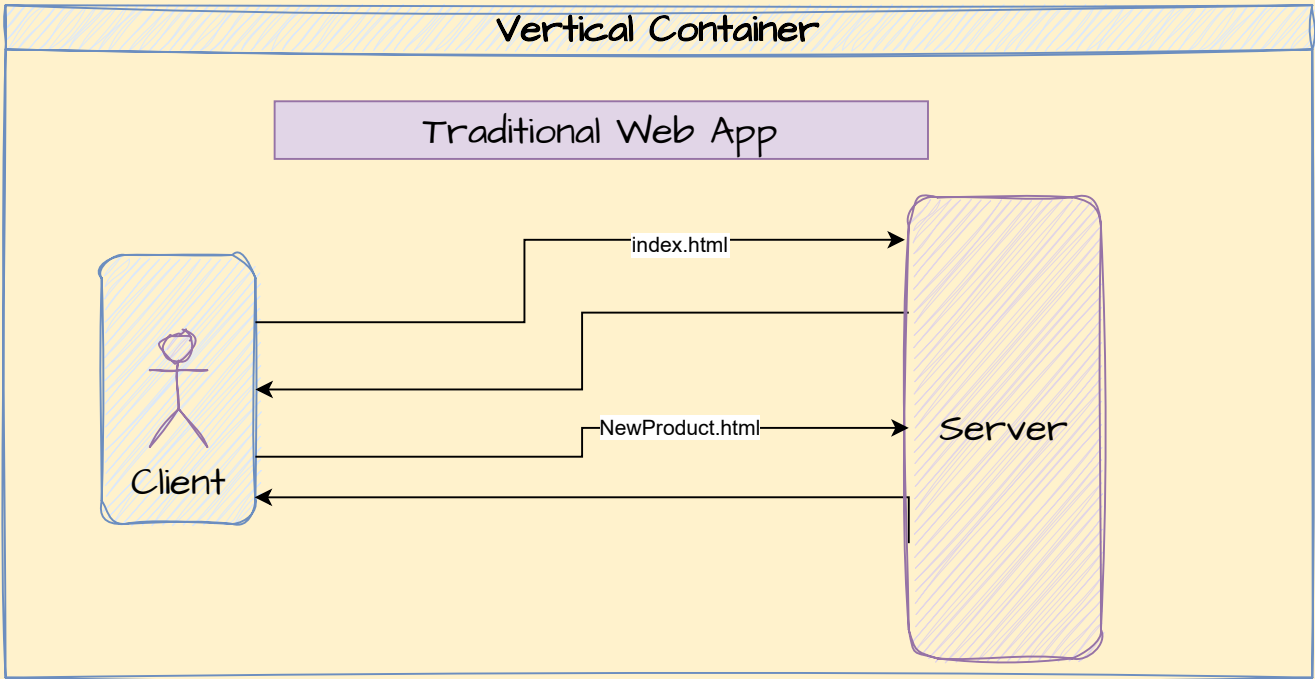 Vertical Container
Traditional Web App
index.html
NewProduct.html
Server
Client